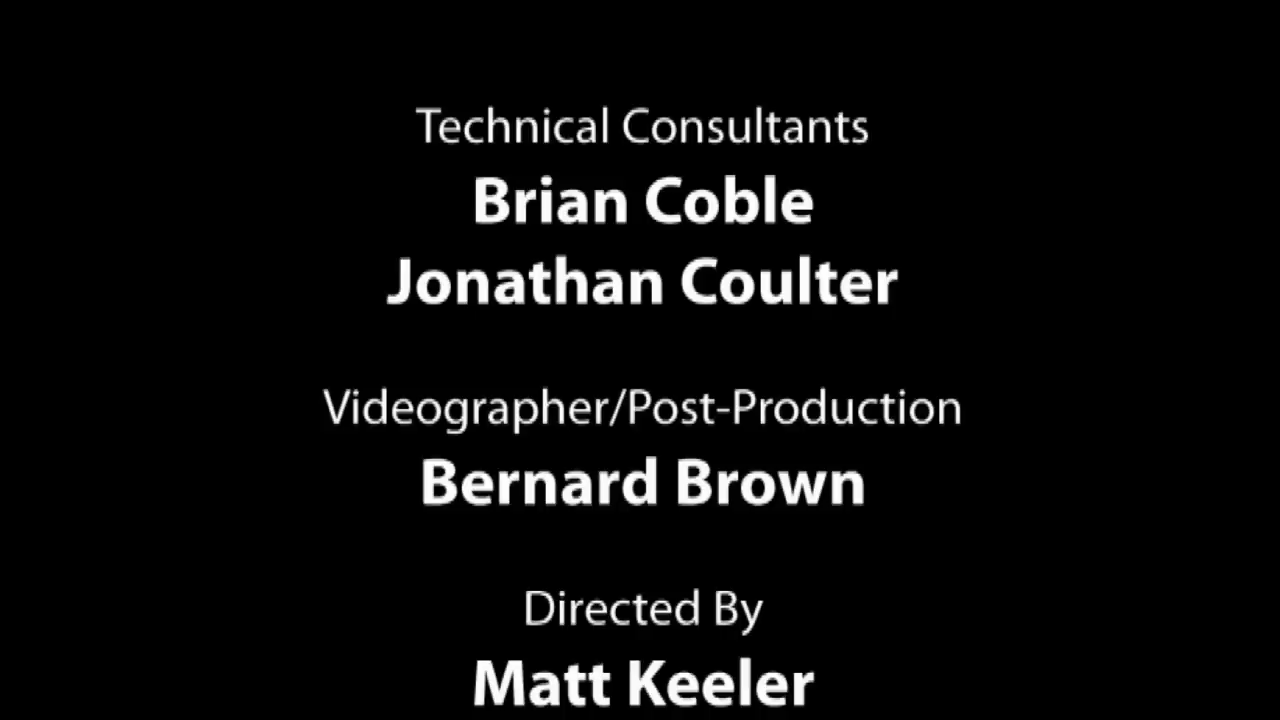 Technical Consultants
Brian Coble
Jonathan Coulter
Videographer/Post-Production
Bernard Brown
Directed By
Matt Keeler